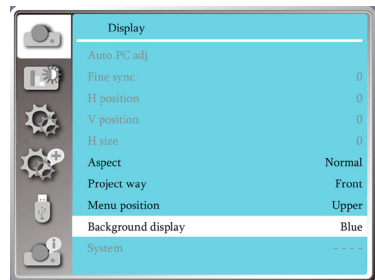 Display
Auto PC adj
Fine sync 0
H position 0
V position 0
H size 0
Aspect Normal
Project way Front
Menu position Upper
Background display Blue
System - - - -